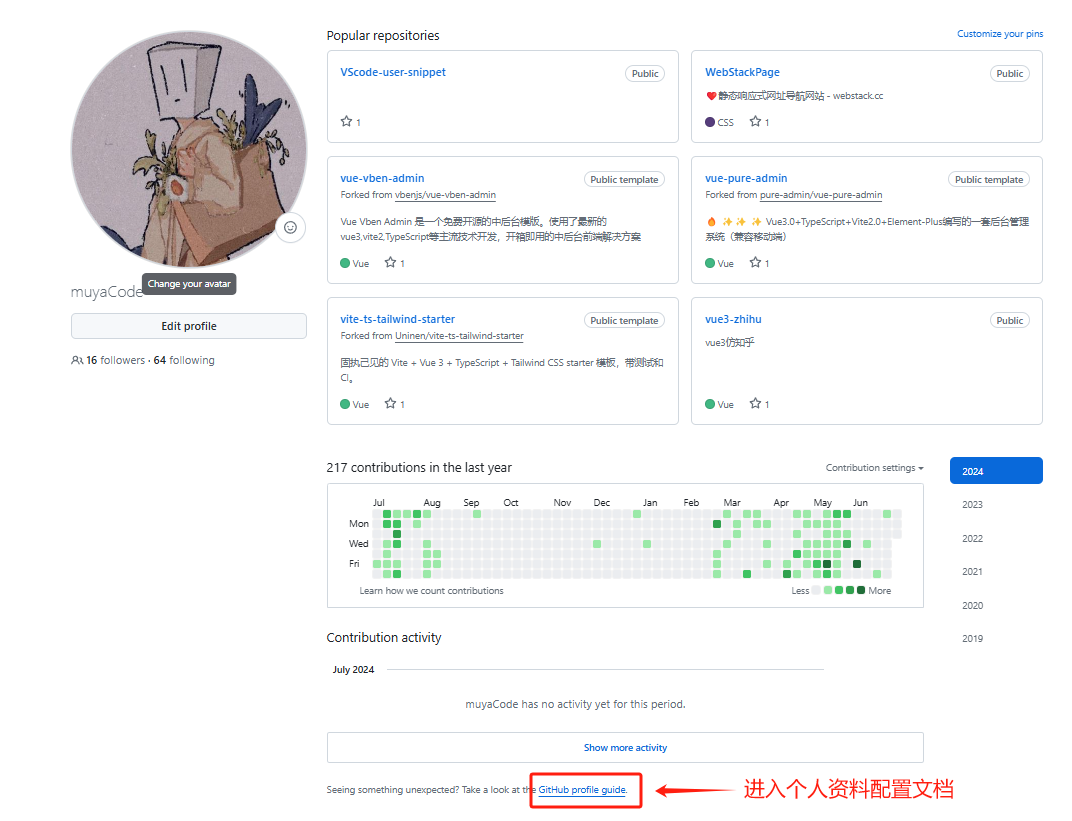 Popular repositories
Customize your pins
VScode-user-snippet
Public
1
WebStackPage
Public
❤️静态响应式网址导航网站 - webstack.cc
CSS 1
vue-vben-admin
Public template
Forked from vbenjs/vue-vben-admin
Vue Vben Admin 是一个免费开源的中后台模版。使用了最新的
vue3,vite2,TypeScript等主流技术开发，开箱即用的中后台前端解决方案
Vue 1
vue-pure-admin
Public template
Forked from pure-admin/vue-pure-admin
🔥 ✨✨ ✨ Vue3.0+TypeScript+Vite2.0+Element-Plus编写的一套后台管理
系统（兼容移动端）
Vue 1
vite-ts-tailwind-starter
Public template
Forked from Uninen/vite-ts-tailwind-starter
固执己见的 Vite + Vue 3 + TypeScript + Tailwind CSS starter 模板，带测试和
CI。
Vue 1
vue3-zhihu
Public
vue3仿知乎
Vue 1
Change your avatar
muyaCode
Edit profile
16 followers · 64 following
217 contributions in the last year
Contribution settings
2024
2023
2022
2021
2020
2019
Jul Aug Sep Oct Nov Dec Jan Feb Mar Apr May Jun
Mon
Wed
Fri
Learn how we count contributions
Less More
Contribution activity
July 2024
muyaCode has no activity yet for this period.
Show more activity
Seeing something unexpected? Take a look at the GitHub profile guide.
进入个人资料配置文档